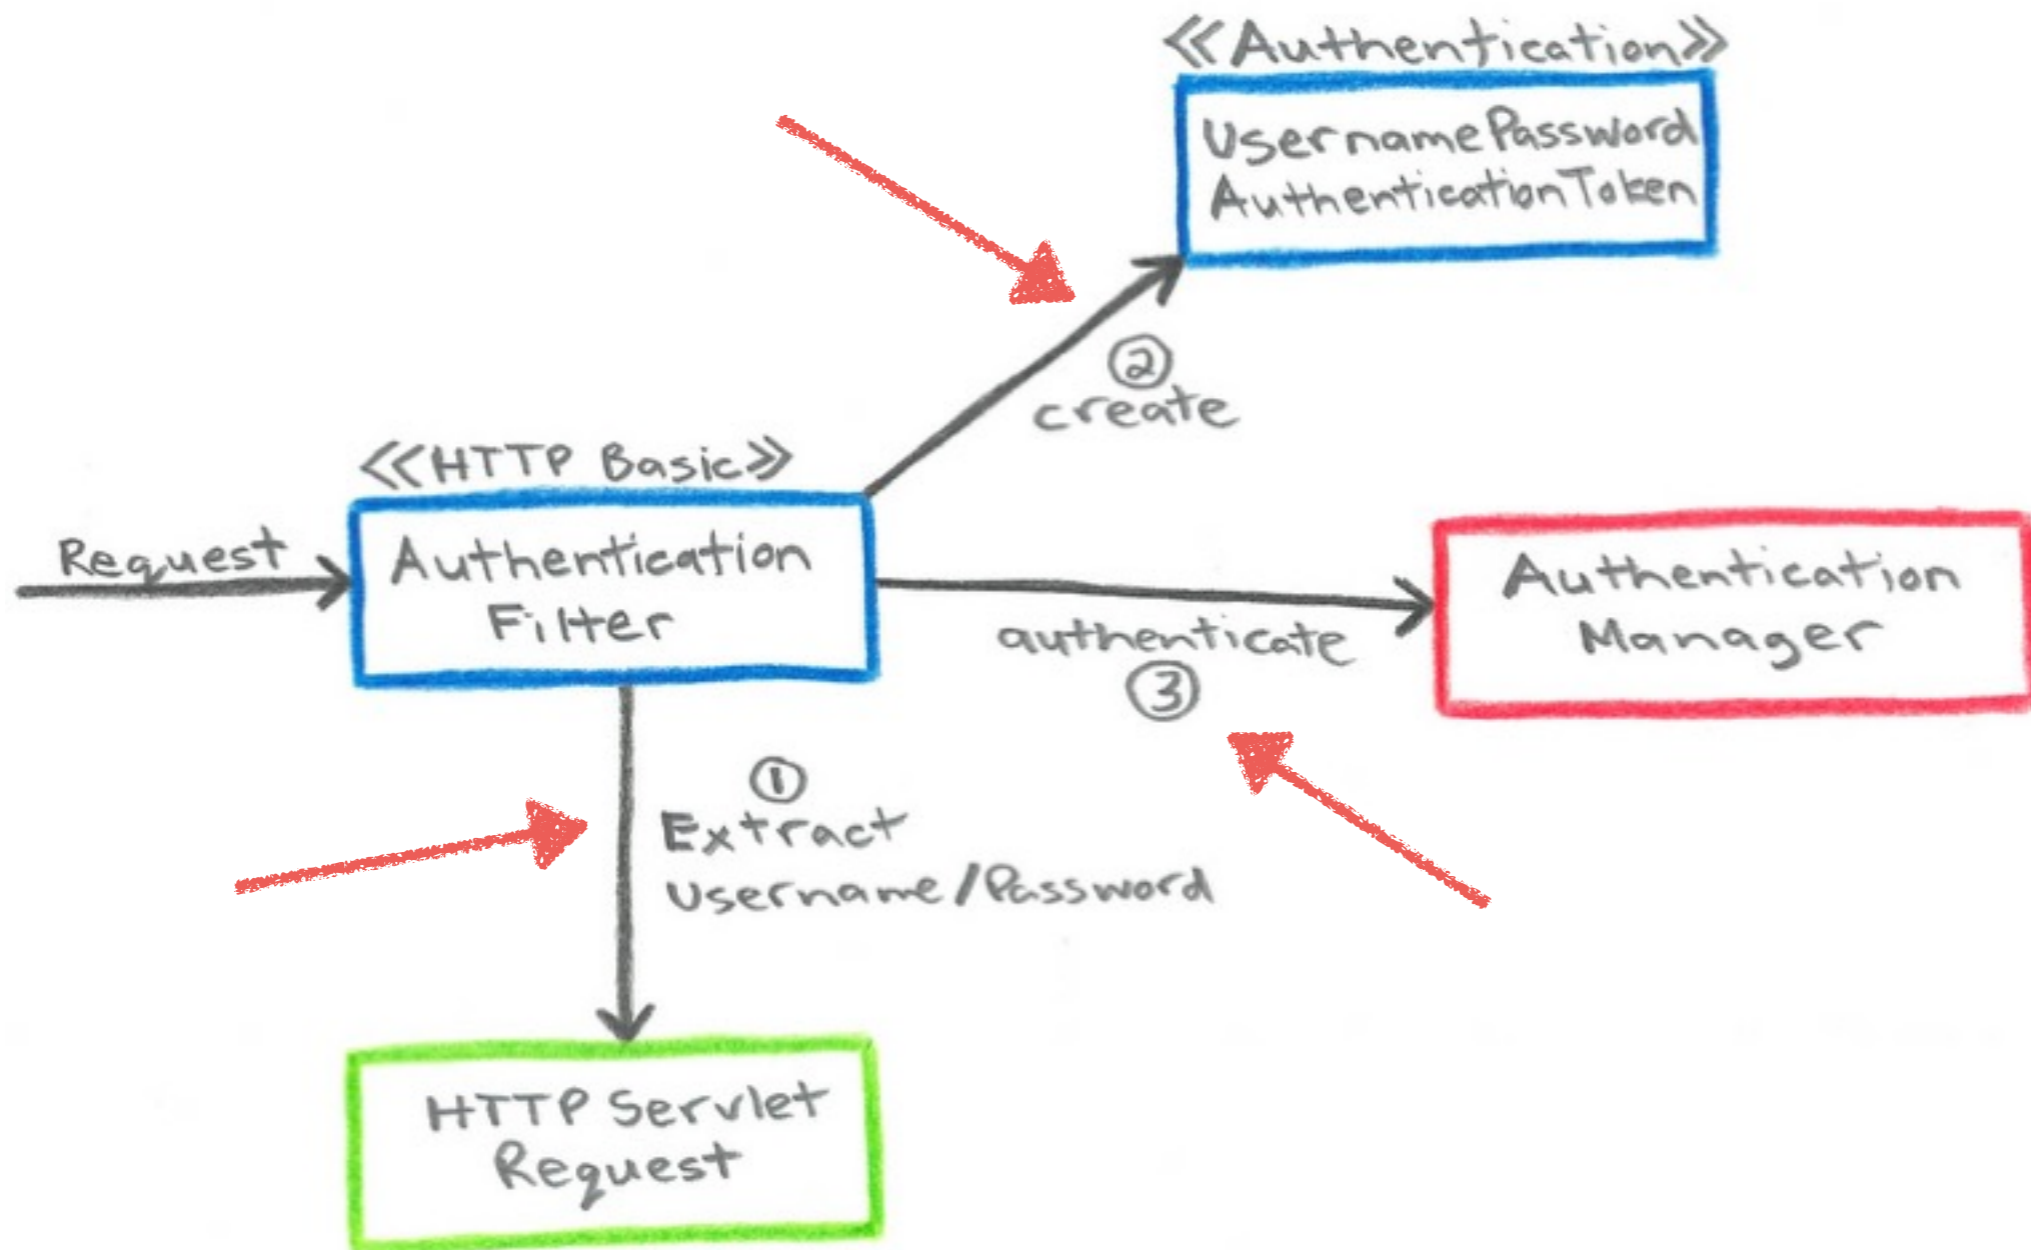 ≪Authentication≫
UsernamePassword
AuthenticationToken
②
create
≪HTTP Basic≫
Request
Authentication
Filter
authenticate
③
Authentication
Manager
①
Extract
Username/Password
HTTP Servlet
Request